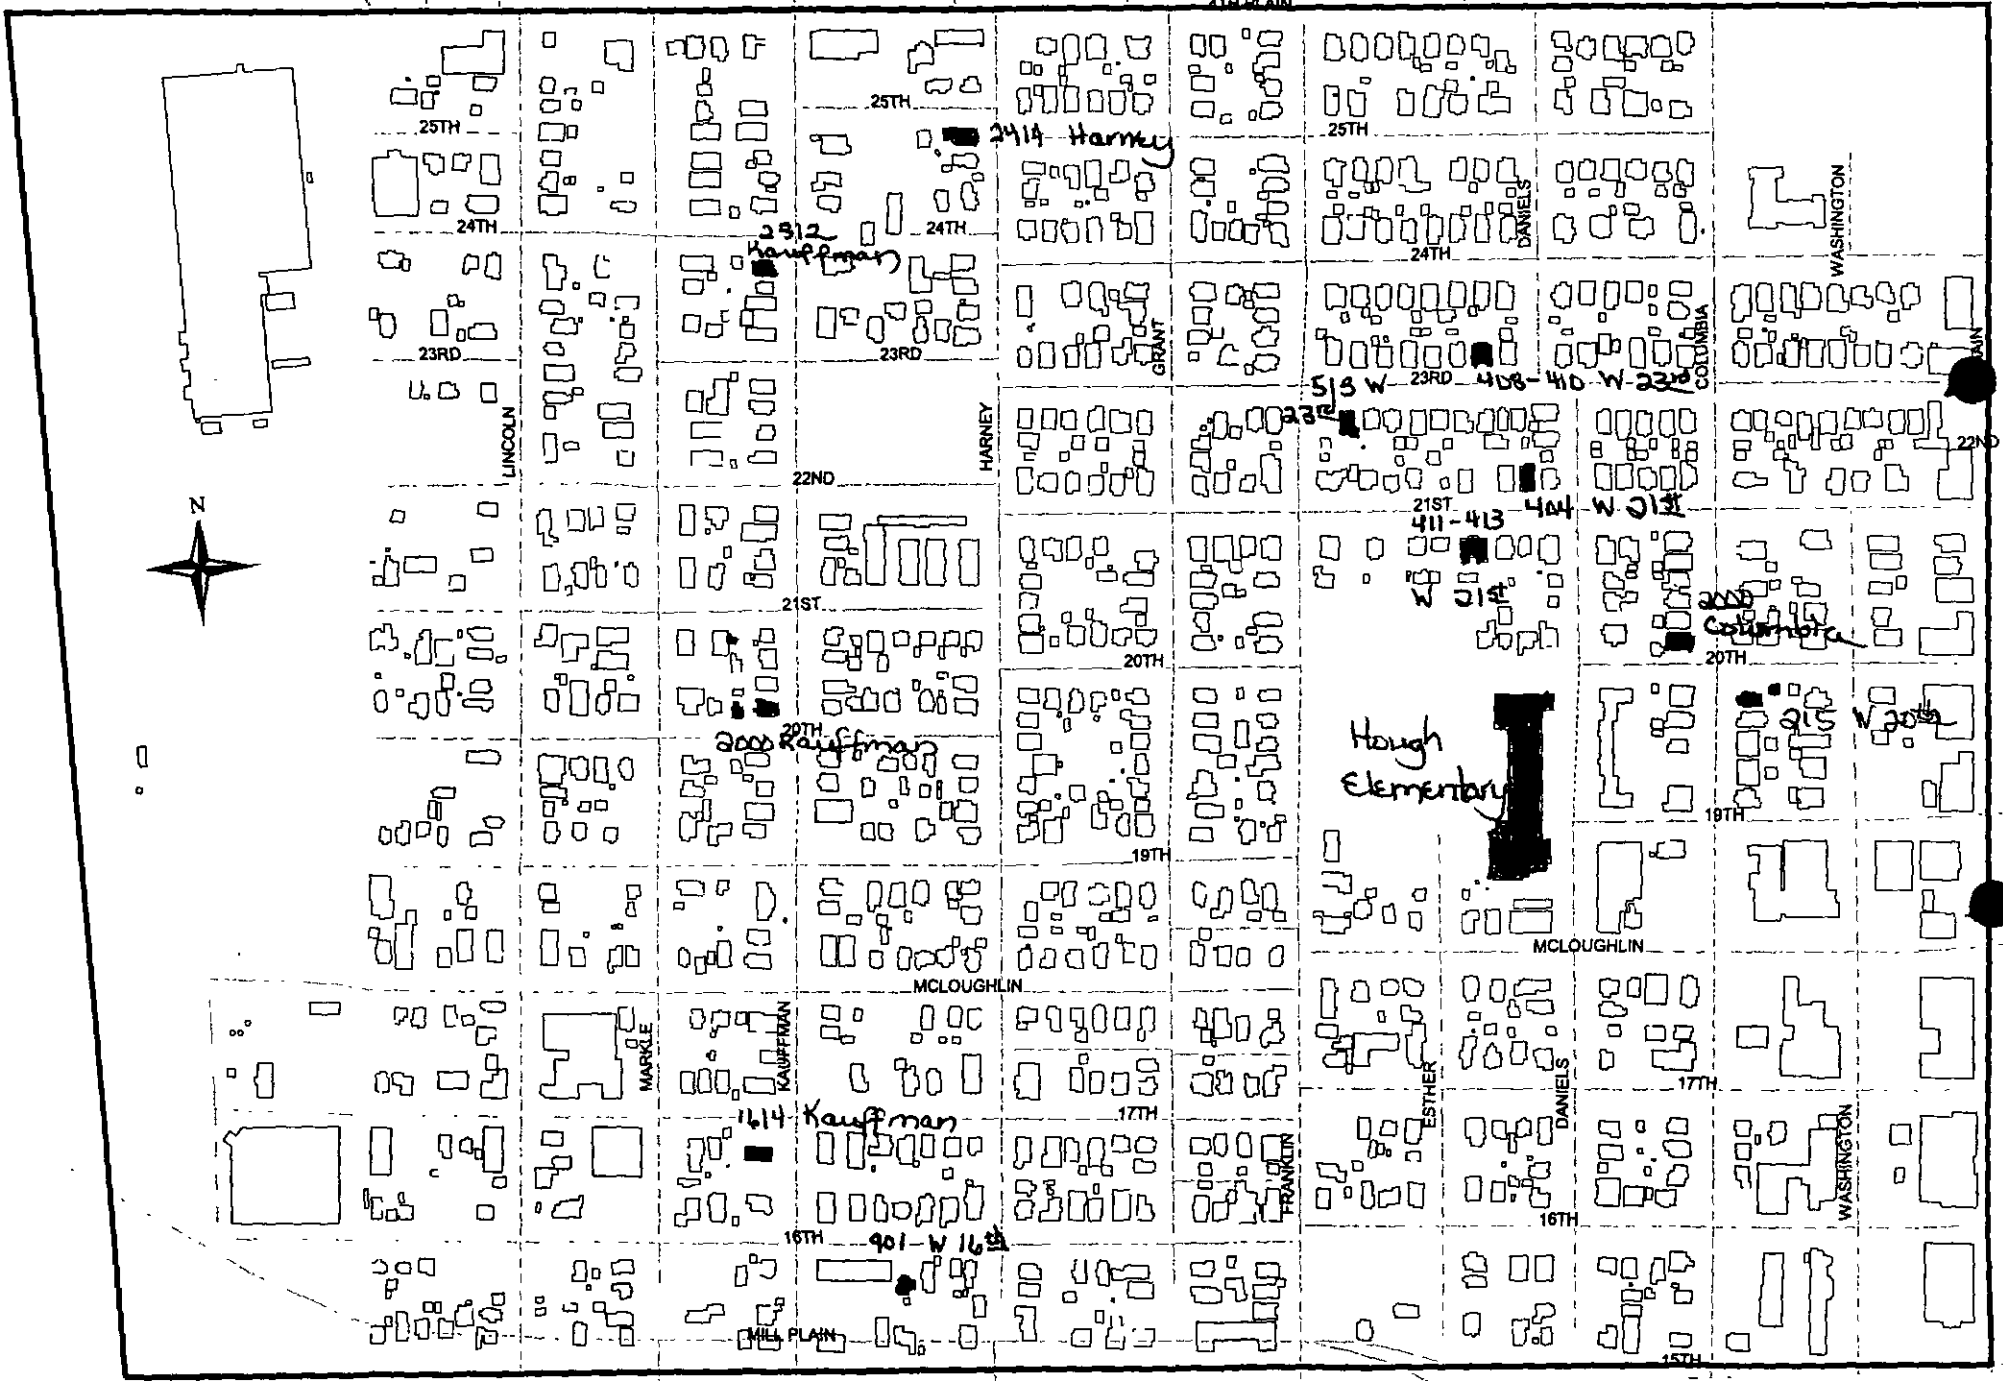 4TH PLAIN
25TH
25TH
2414 Harney
25TH
WASHINGTON
DANIELS
24TH
2312
Kauffman
24TH
24TH
COLUMBIA
GRANT
23RD
23RD
513 W
23rd
23RD
408-410 W 23rd
LINCOLN
HARNEY
22ND
22ND
N
21ST
404 W 21st
411-413
W 21st
21ST
2000
Columbia
20TH
20TH
20TH
2000 Kauffman
215 W 20th
Hough
Elementary
19TH
19TH
MCLOUGHLIN
MCLOUGHLIN
MARKLE
KAUFFMAN
ESTHER
DANIELS
17TH
17TH
1614 Kauffman
FRANKLIN
WASHINGTON
16TH
16TH
901 W 16th
MILL PLAIN
15TH